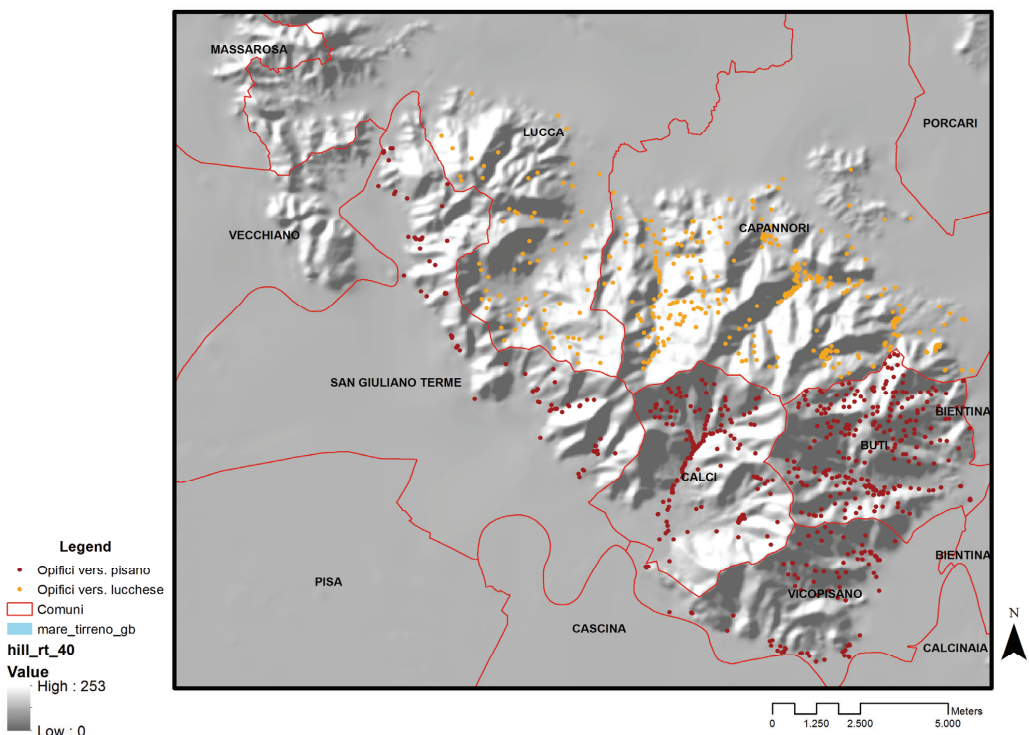 MASSAROSA
LUCCA
PORCARI
VECCHIANO
CAPANNORI
SAN GIULIANO TERME
BIENTINA
BUTI
CALCI
BIENTINA
PISA
VICOPISANO
CASCINA
CALCINAIA
Legend
Opifici vers. pisano
Opifici vers. lucchese
Comuni
mare_tirreno_gb
hill_rt_40
Value
High : 253
Low : 0
N
Meters
0 1.250 2.500 5.000